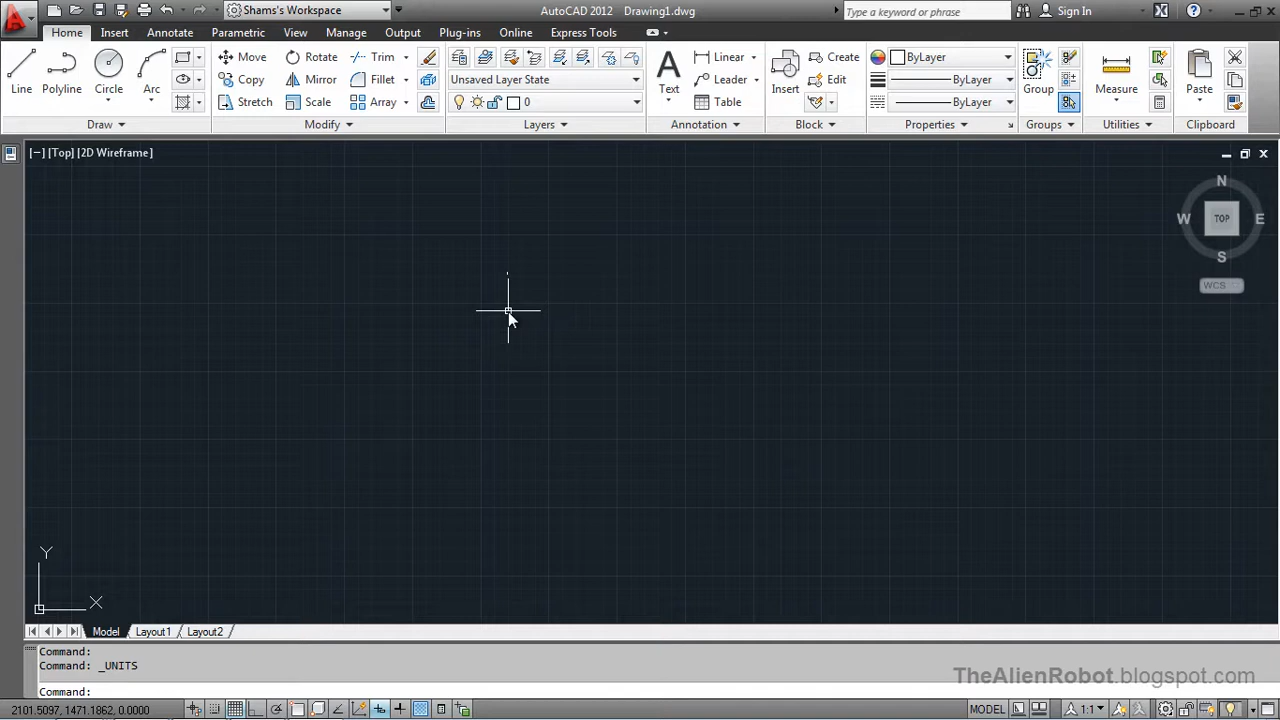 Shams's Workspace
AutoCAD 2012 Drawing1.dwg
Type a keyword or phrase
Sign In
Home Insert Annotate Parametric View Manage Output Plug-ins Online Express Tools
Line Polyline Circle Arc
Draw
Move Rotate Trim
Copy Mirror Fillet
Stretch Scale Array
Modify
Unsaved Layer State
0
Layers
A
Text
Linear
Leader
Table
Annotation
Insert
Create
Edit
Block
ByLayer
ByLayer
ByLayer
Properties
Group
Groups
Measure
Utilities
Paste
Clipboard
[−] [Top] [2D Wireframe]
N
W TOP E
S
WCS
Y
X
Model Layout1 Layout2
Command:
Command: _UNITS
Command:
TheAlienRobot.blogspot.com
2101.5097, 1471.1862, 0.0000
MODEL
1:1